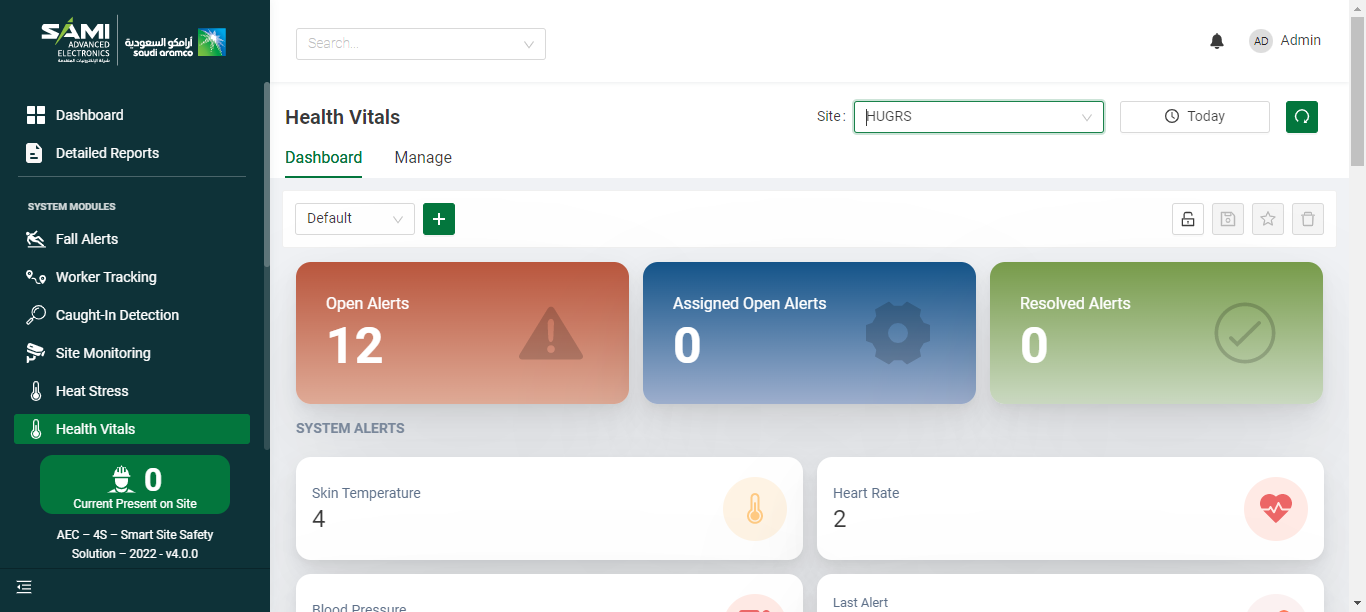 SAMI
ADVANCED
ELECTRONICS
شركة الإلكترونيات المتقدمة
أرامكو السعودية
saudi aramco
Search...
AD
Admin
Dashboard
Detailed Reports
SYSTEM MODULES
Fall Alerts
Worker Tracking
Caught-In Detection
Site Monitoring
Heat Stress
Health Vitals
0
Current Present on Site
AEC – 4S – Smart Site Safety
Solution – 2022 - v4.0.0
Health Vitals
Site :
HUGRS
Today
Dashboard
Manage
Default
Open Alerts
12
Assigned Open Alerts
0
Resolved Alerts
0
SYSTEM ALERTS
Skin Temperature
4
Heart Rate
2
Blood Pressure
Last Alert